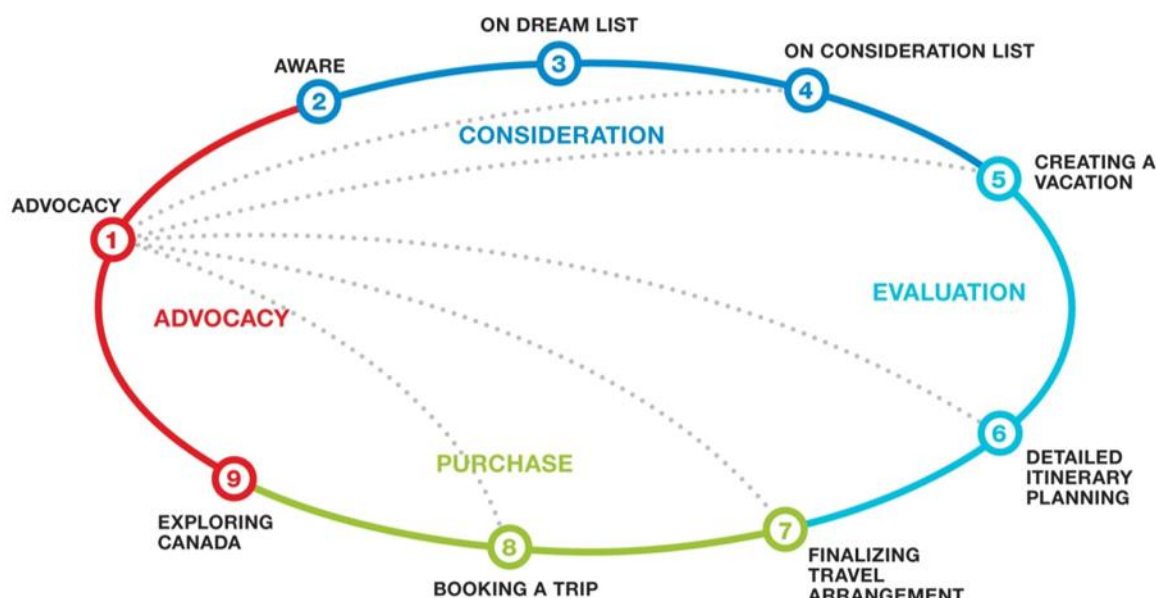 ON DREAM LIST
3
ON CONSIDERATION LIST
AWARE
2
4
CONSIDERATION
CREATING A
VACATION
5
ADVOCACY
1
EVALUATION
ADVOCACY
6
DETAILED
ITINERARY
PLANNING
PURCHASE
9
EXPLORING
CANADA
7
FINALIZING
TRAVEL
ARRANGEMENT
8
BOOKING A TRIP